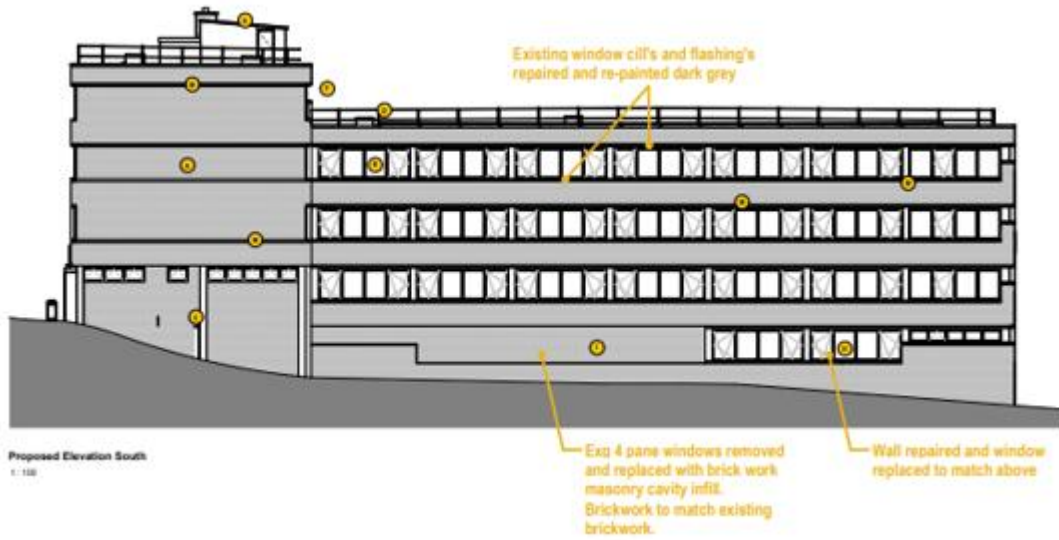 Existing window cill's and flashing's
repaired and re-painted dark grey
Proposed Elevation South
Exg 4 pane windows removed
and replaced with brick work
masonry cavity infill.
Brickwork to match existing
brickwork.
Wall repaired and window
replaced to match above